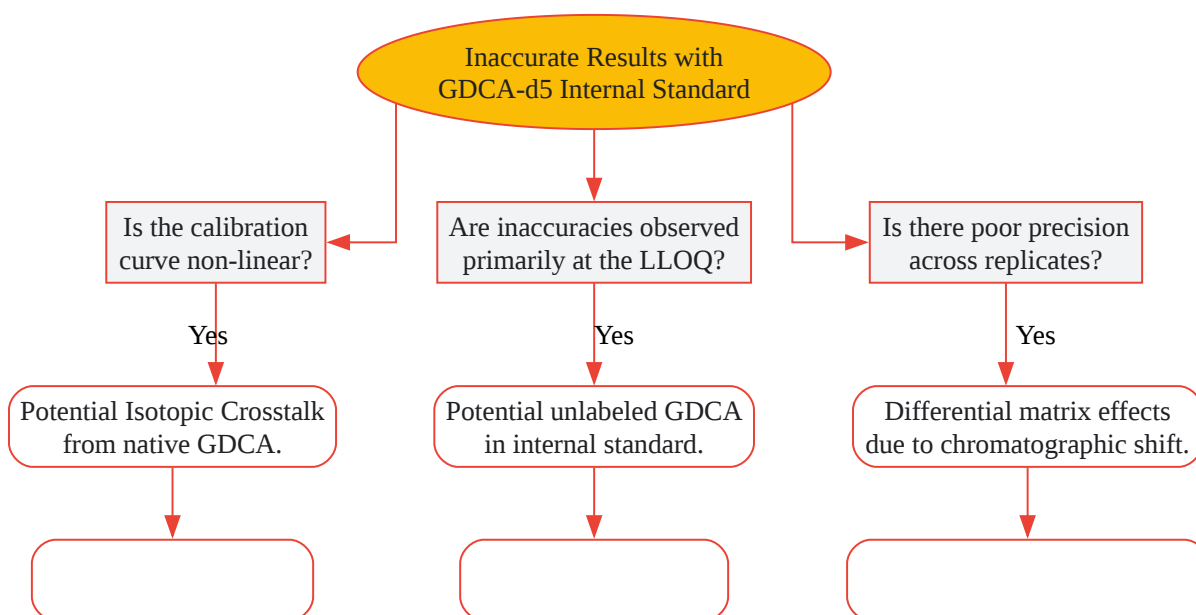 Inaccurate Results with
GDCA-d5 Internal Standard
Is the calibration
curve non-linear?
Are inaccuracies observed
primarily at the LLOQ?
Is there poor precision
across replicates?
Yes
Yes
Yes
Potential Isotopic Crosstalk
from native GDCA.
Potential unlabeled GDCA
in internal standard.
Differential matrix effects
due to chromatographic shift.